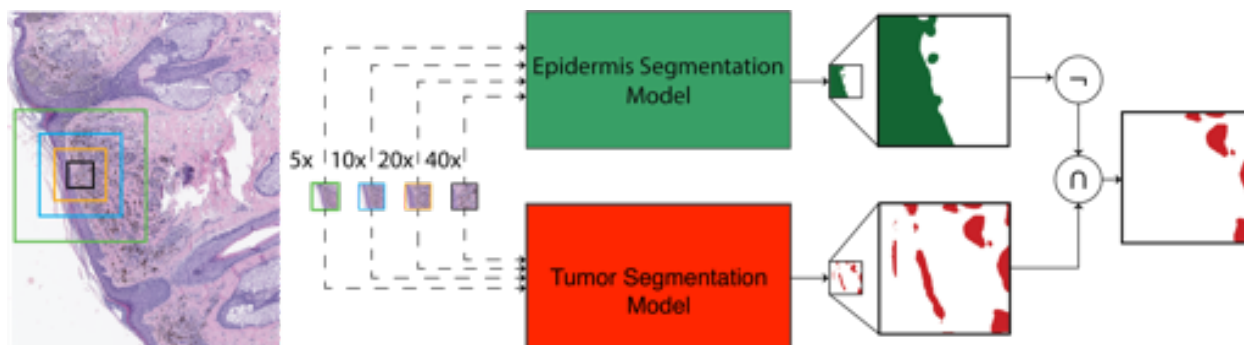 Epidermis Segmentation
Model
¬
5x 10x 20x 40x
∩
Tumor Segmentation
Model